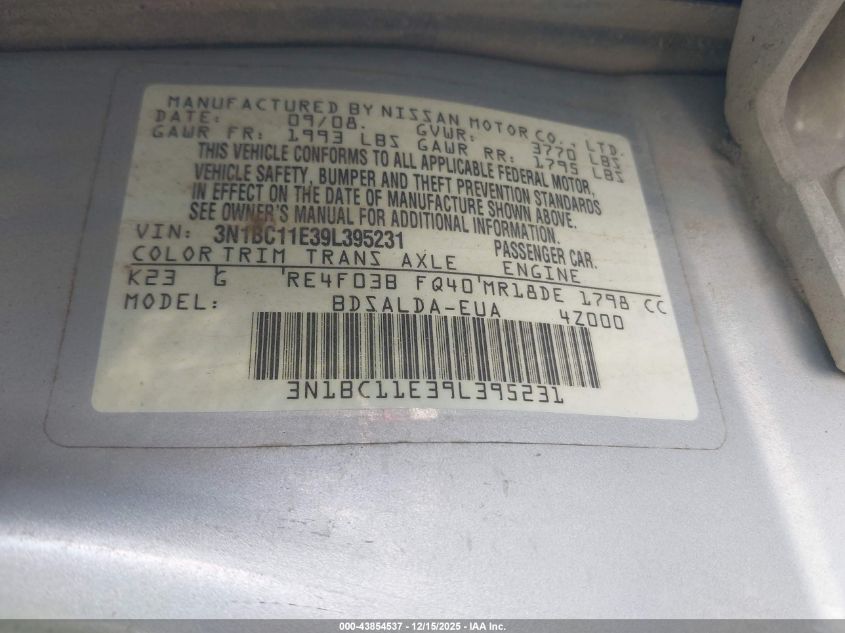 MANUFACTURED BY NISSAN MOTOR CO., LTD.
DATE: 09/08. GVWR: 3770 LBS
GAWR FR: 1993 LBS GAWR RR: 1795 LBS
THIS VEHICLE CONFORMS TO ALL APPLICABLE FEDERAL MOTOR
VEHICLE SAFETY, BUMPER AND THEFT PREVENTION STANDARDS
IN EFFECT ON THE DATE OF MANUFACTURE SHOWN ABOVE.
SEE OWNER'S MANUAL FOR ADDITIONAL INFORMATION.
VIN: 3N1BC11E39L395231 PASSENGER CAR.
COLOR TRIM TRANS AXLE ENGINE
K23 G RE4F03B FQ40 MR18DE 1798 CC
MODEL: BDSALDA-EUA 4Z000
3N1BC11E39L395231
000-43854537 - 12/15/2025 - IAA Inc.